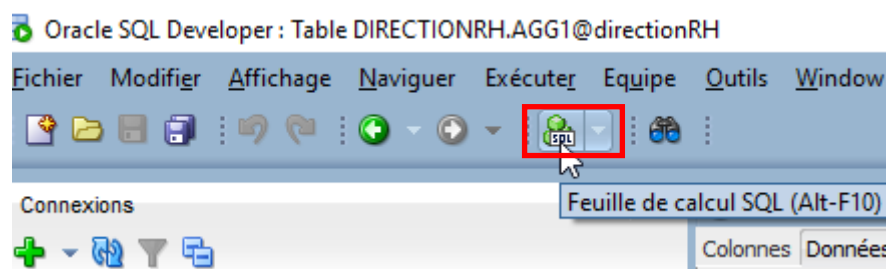 Oracle SQL Developer : Table DIRECTIONRH.AGG1@directionRH
Fichier Modifier Affichage Naviguer Exécuter Equipe Outils Window
SQL
Feuille de calcul SQL (Alt-F10)
Connexions
Colonnes Données